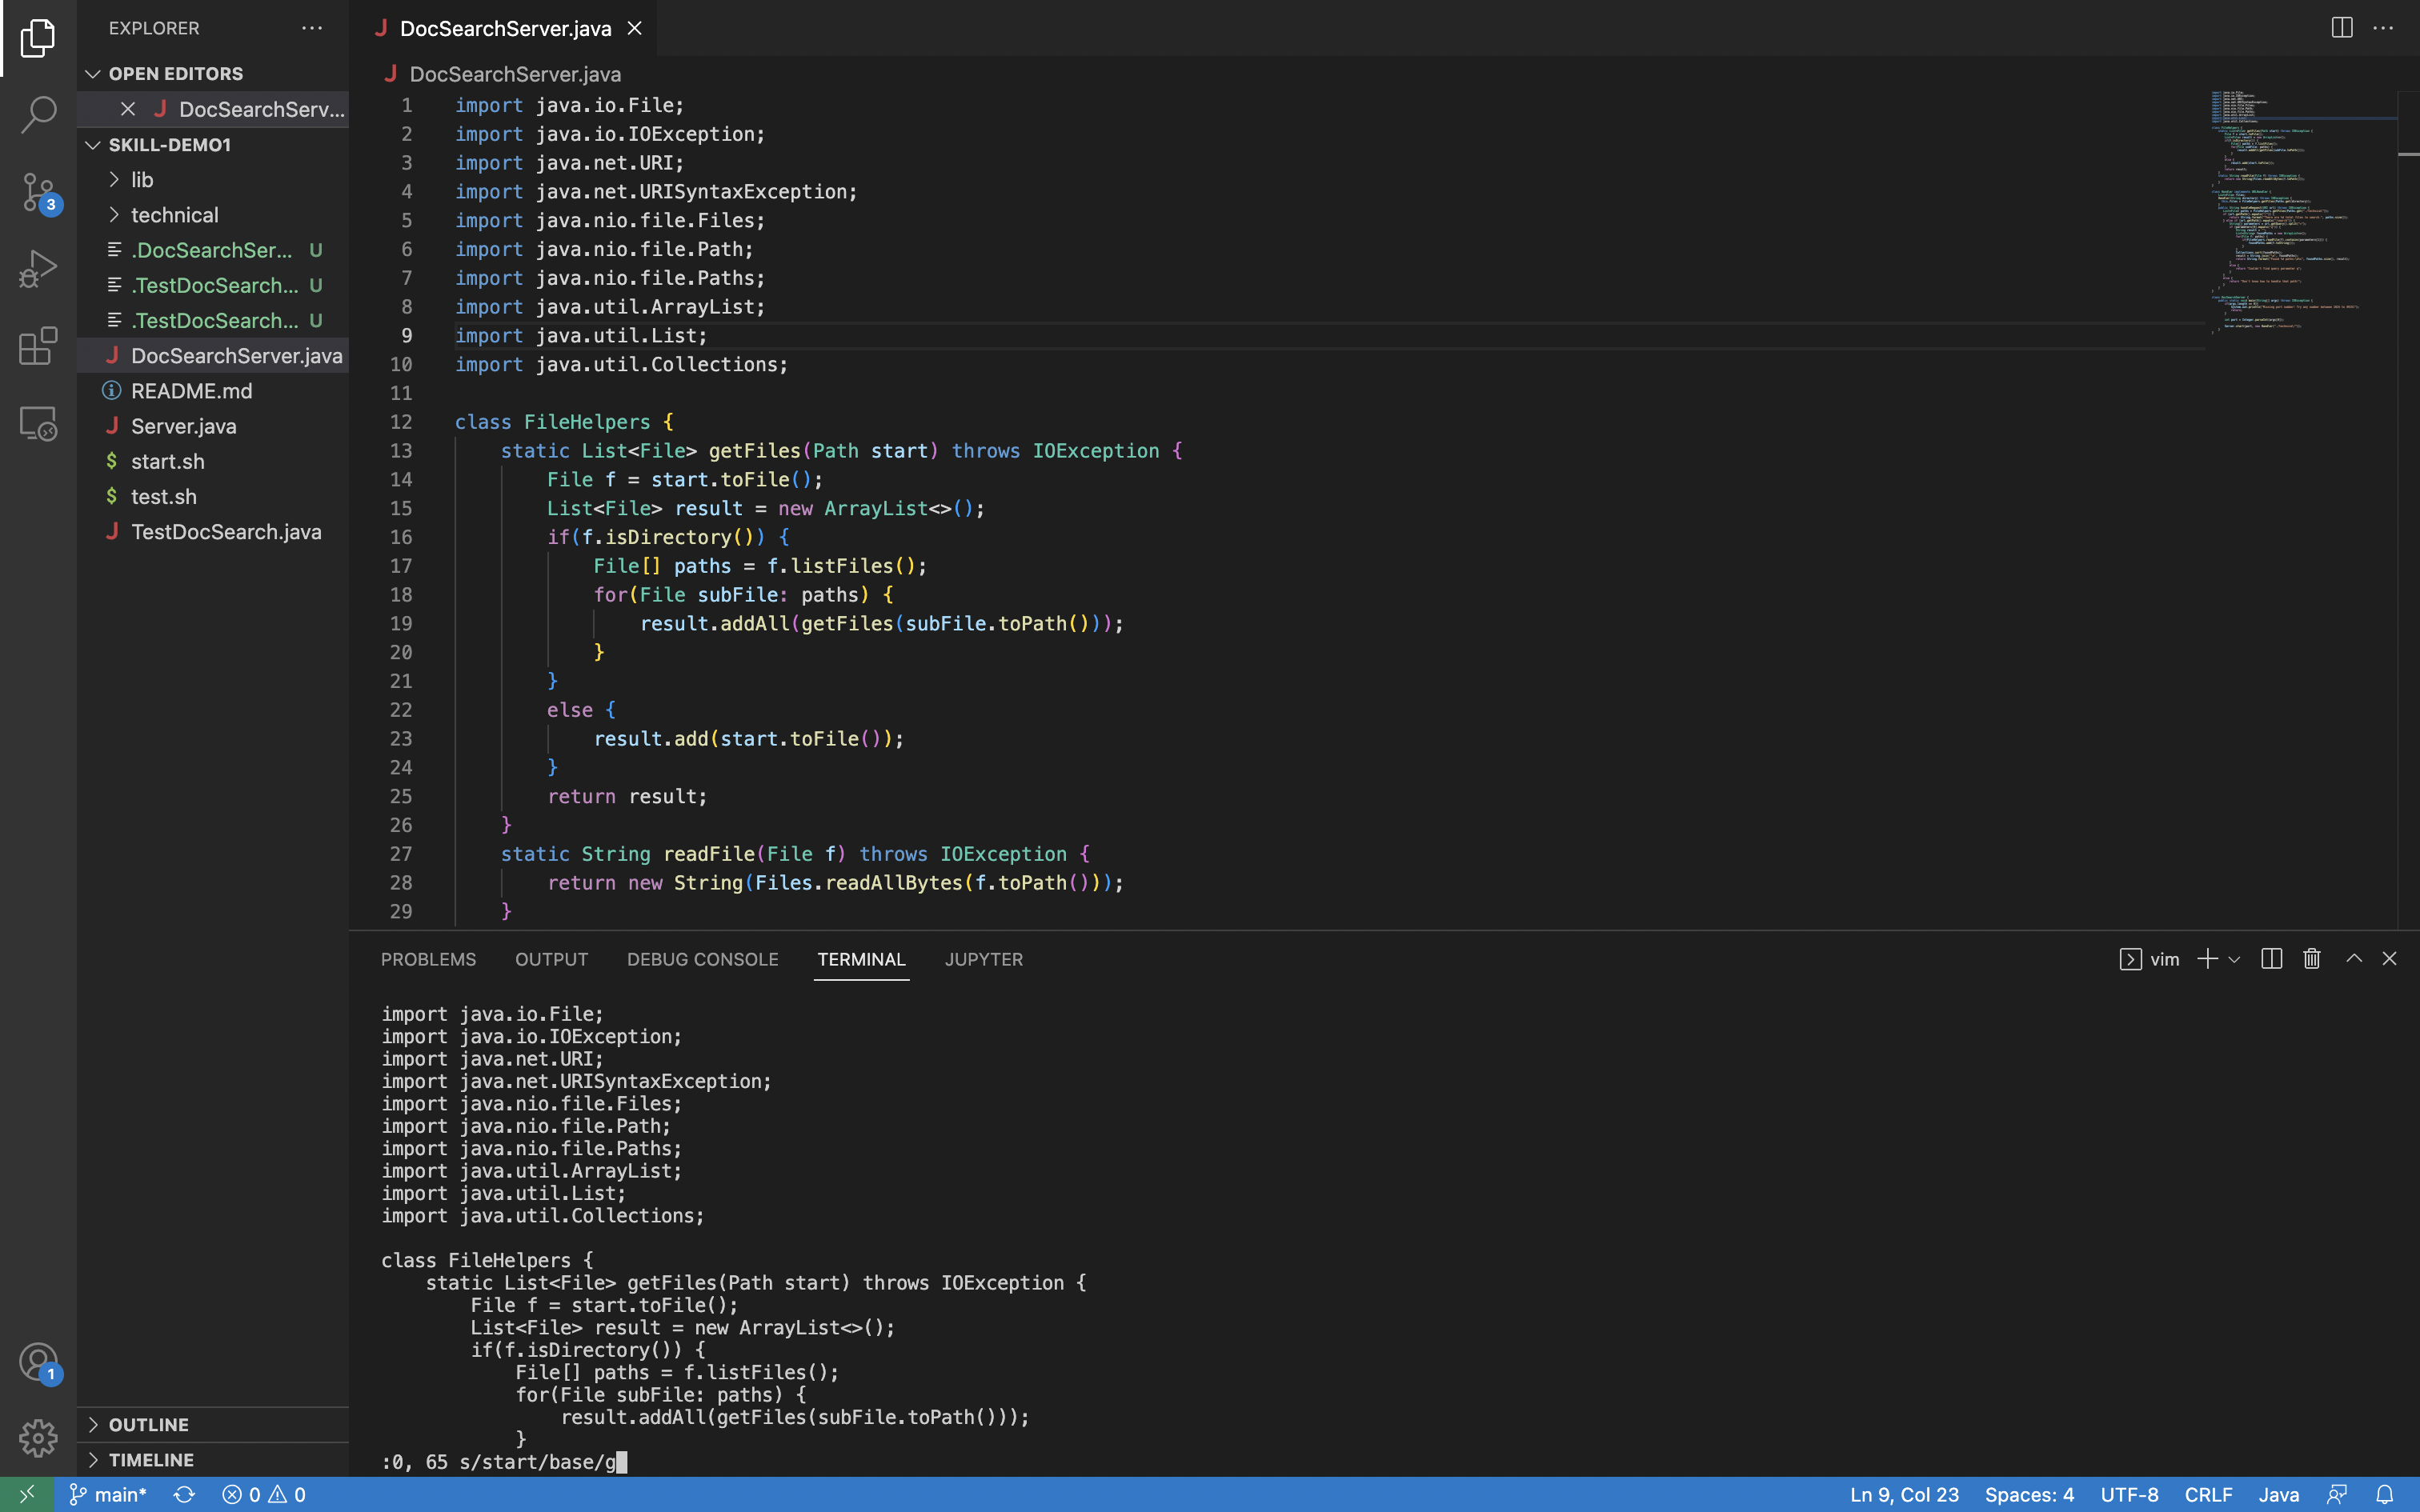 EXPLORER
OPEN EDITORS
DocSearchServ...
SKILL-DEMO1
lib
technical
.DocSearchSer... U
.TestDocSearch... U
.TestDocSearch... U
DocSearchServer.java
README.md
Server.java
start.sh
test.sh
TestDocSearch.java
OUTLINE
TIMELINE
3
1
DocSearchServer.java
DocSearchServer.java
1 import java.io.File;
2 import java.io.IOException;
3 import java.net.URI;
4 import java.net.URISyntaxException;
5 import java.nio.file.Files;
6 import java.nio.file.Path;
7 import java.nio.file.Paths;
8 import java.util.ArrayList;
9 import java.util.List;
10 import java.util.Collections;
11
12 class FileHelpers {
13 static List<File> getFiles(Path start) throws IOException {
14 File f = start.toFile();
15 List<File> result = new ArrayList<>();
16 if(f.isDirectory()) {
17 File[] paths = f.listFiles();
18 for(File subFile: paths) {
19 result.addAll(getFiles(subFile.toPath()));
20 }
21 }
22 else {
23 result.add(start.toFile());
24 }
25 return result;
26 }
27 static String readFile(File f) throws IOException {
28 return new String(Files.readAllBytes(f.toPath()));
29 }
PROBLEMS OUTPUT DEBUG CONSOLE TERMINAL JUPYTER
vim
import java.io.File;
import java.io.IOException;
import java.net.URI;
import java.net.URISyntaxException;
import java.nio.file.Files;
import java.nio.file.Path;
import java.nio.file.Paths;
import java.util.ArrayList;
import java.util.List;
import java.util.Collections;
class FileHelpers {
static List<File> getFiles(Path start) throws IOException {
File f = start.toFile();
List<File> result = new ArrayList<>();
if(f.isDirectory()) {
File[] paths = f.listFiles();
for(File subFile: paths) {
result.addAll(getFiles(subFile.toPath()));
}
:0, 65 s/start/base/g
main* 0 0 Ln 9, Col 23 Spaces: 4 UTF-8 CRLF Java